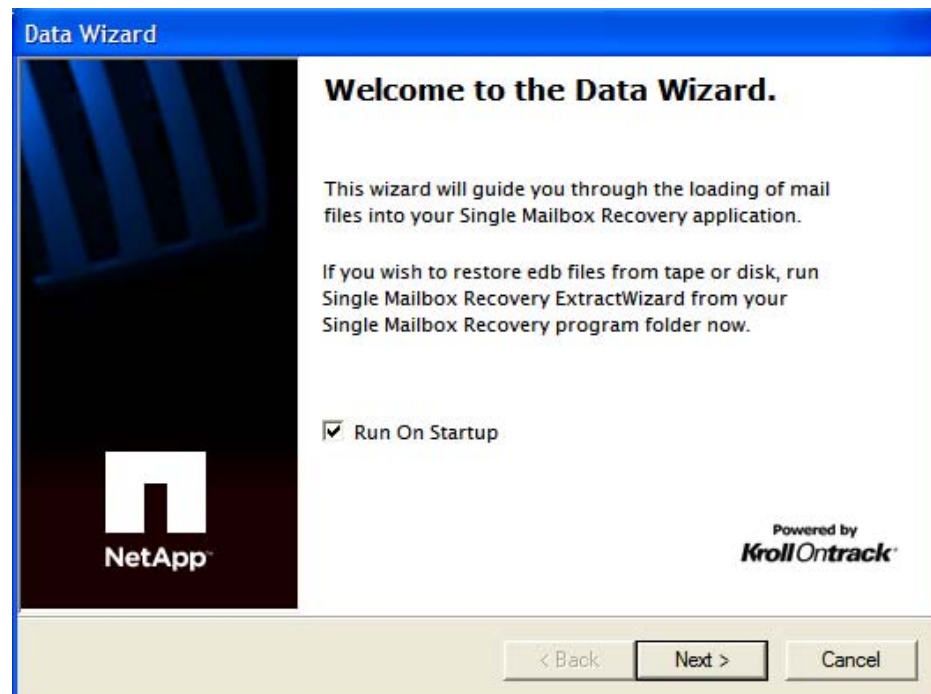 Data Wizard
Welcome to the Data Wizard.
This wizard will guide you through the loading of mail
files into your Single Mailbox Recovery application.
If you wish to restore edb files from tape or disk, run
Single Mailbox Recovery ExtractWizard from your
Single Mailbox Recovery program folder now.
Run On Startup
NetApp™
Powered by
KrollOntrack
< Back
Next >
Cancel